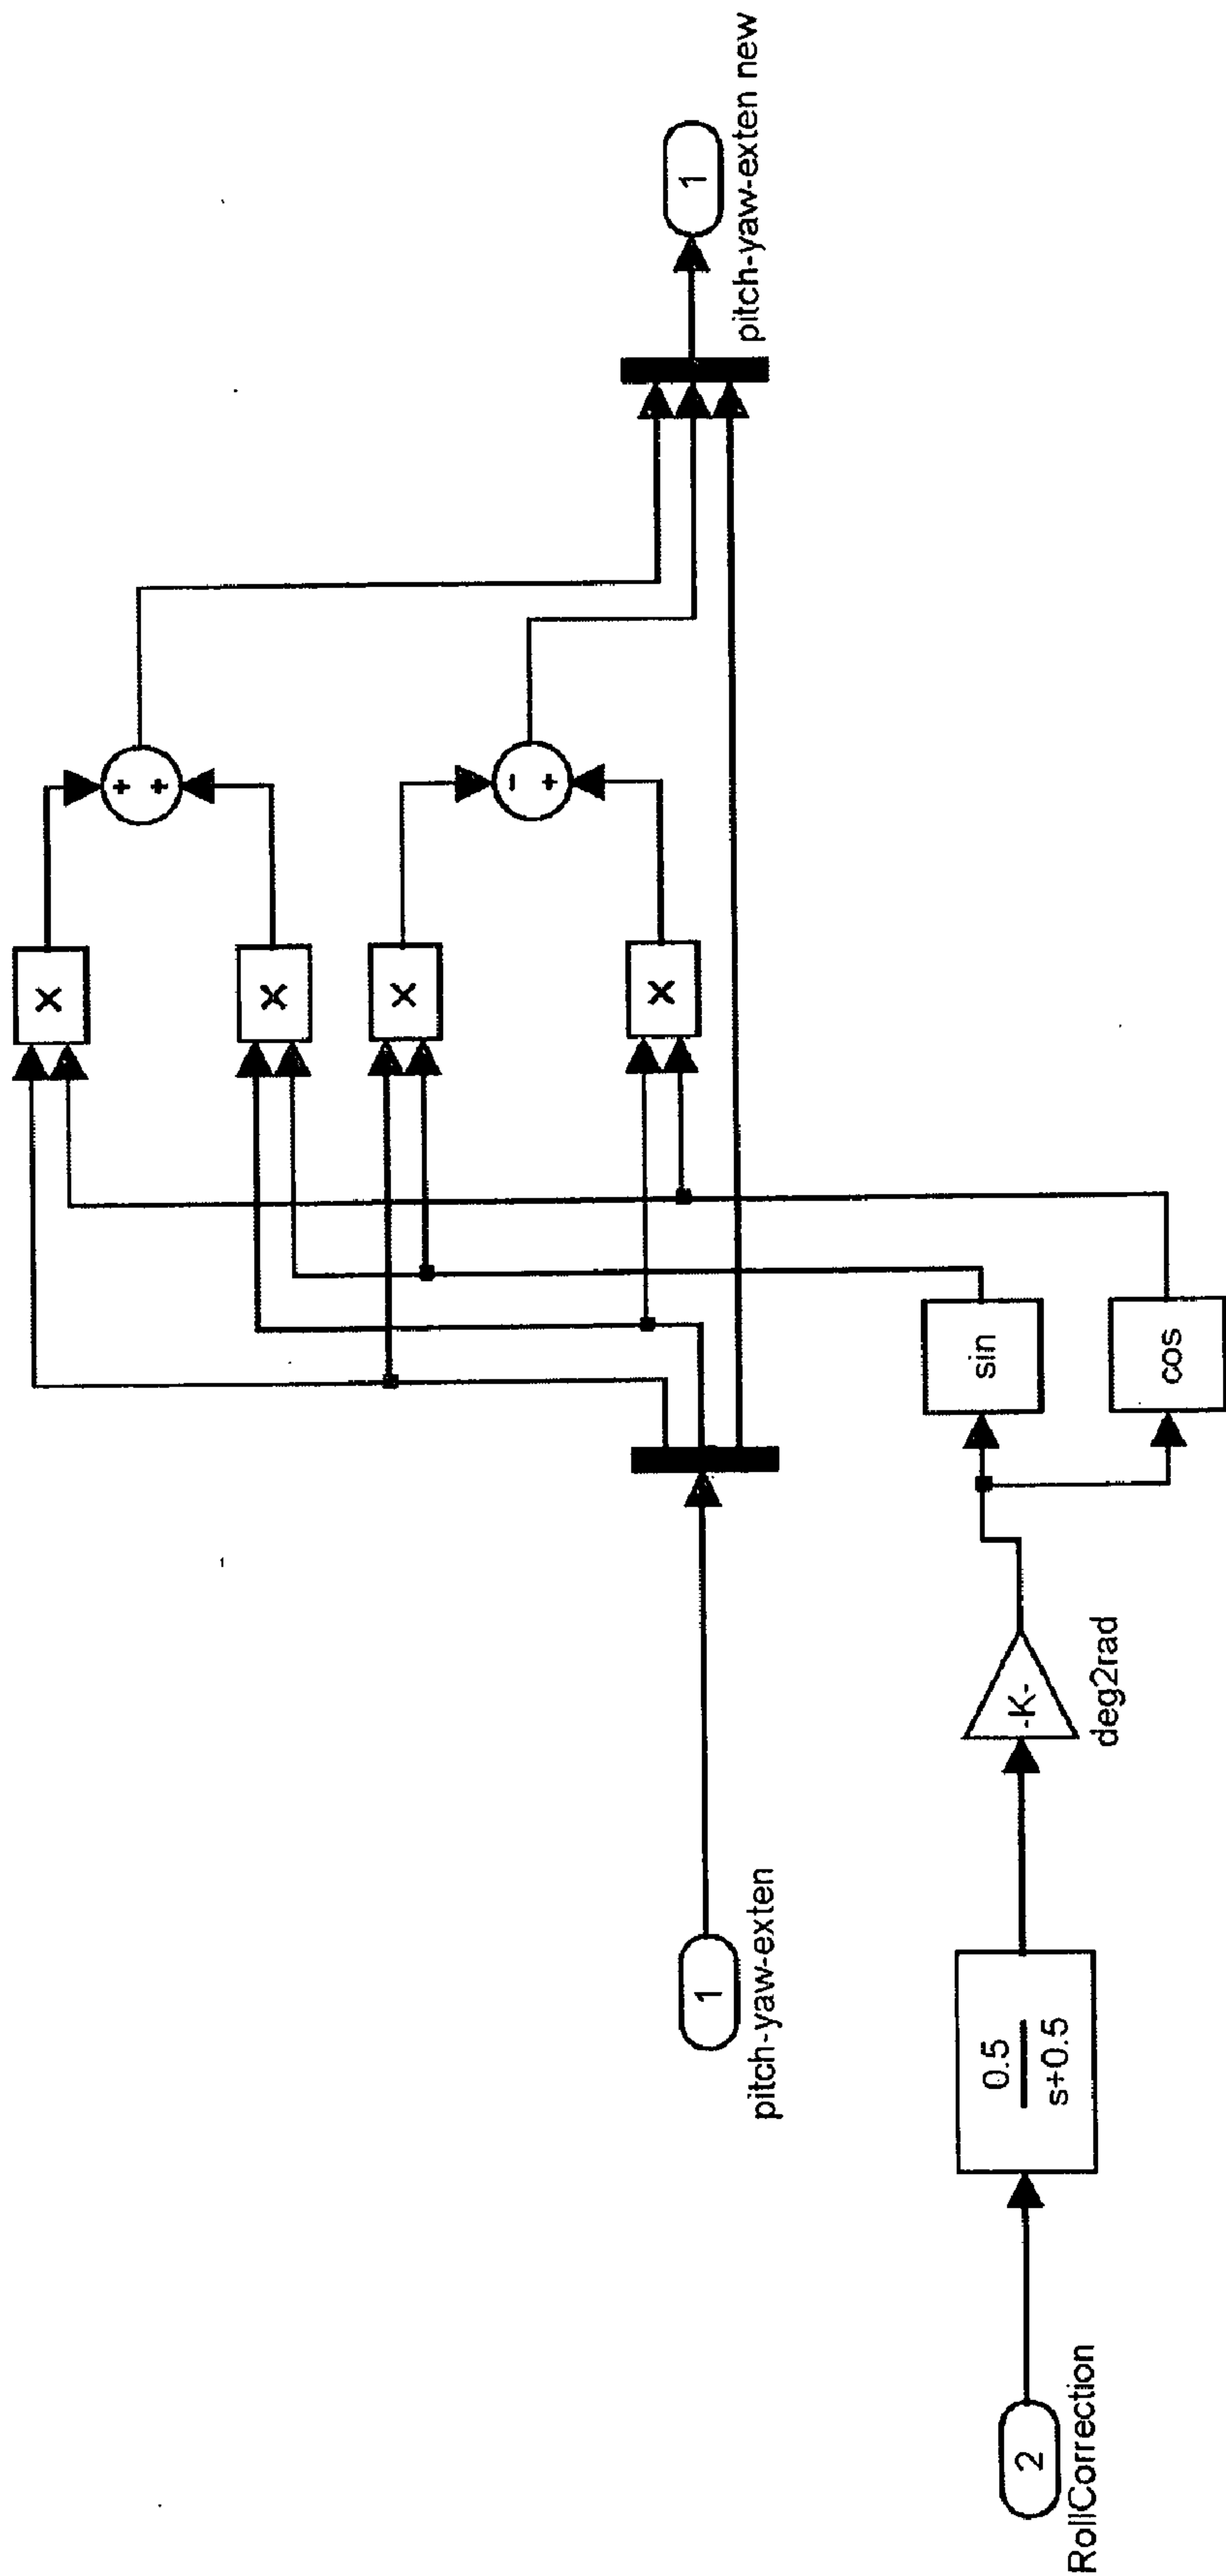 X
X
X
X
+
+
-
+
1
pitch-yaw-exten
1
pitch-yaw-exten new
2
RollCorrection
0.5
s+0.5
-K-
deg2rad
sin
cos